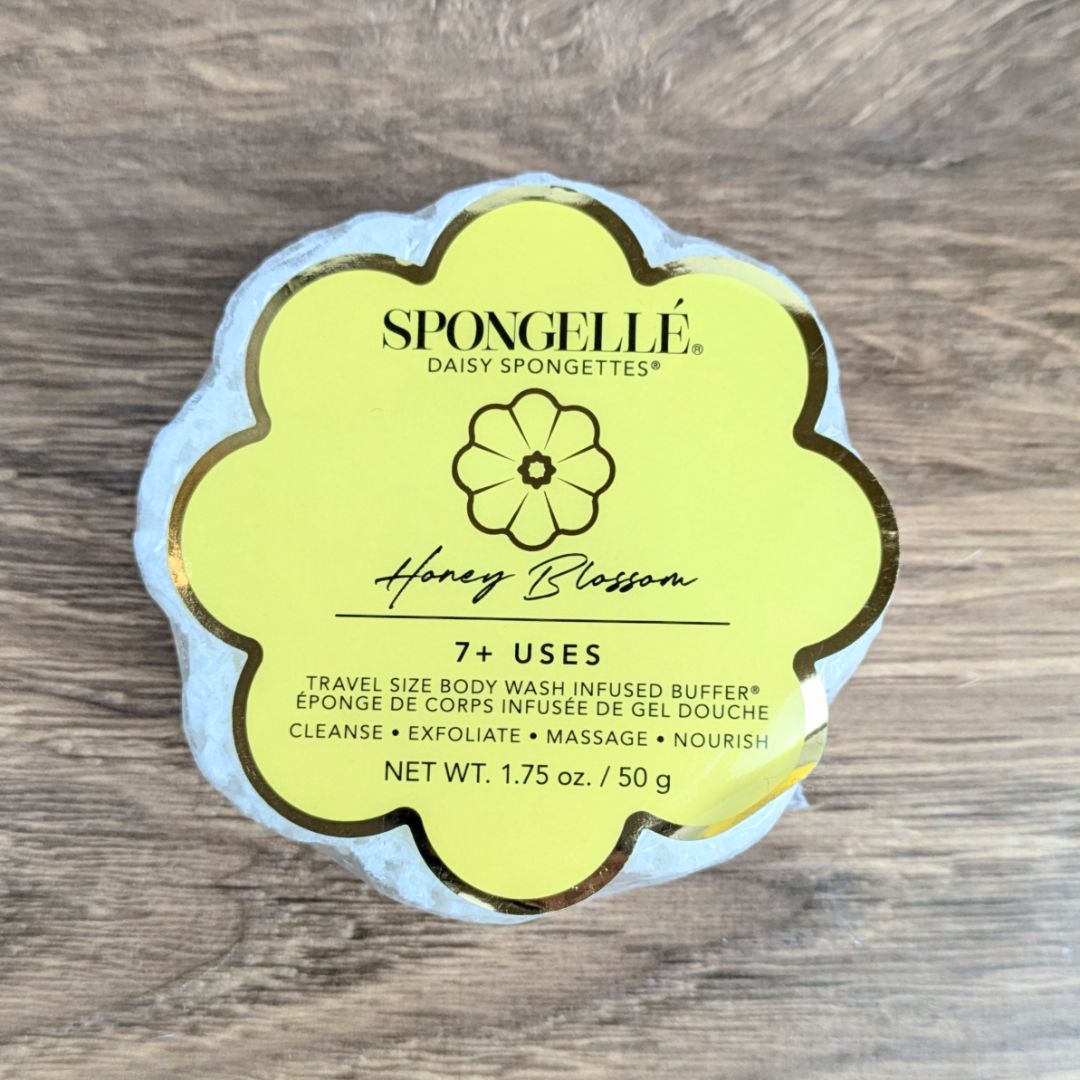 SPONGELLÉ®
DAISY SPONGETTES®
Honey Blossom
7+ USES
TRAVEL SIZE BODY WASH INFUSED BUFFER®
ÉPONGE DE CORPS INFUSÉE DE GEL DOUCHE
CLEANSE • EXFOLIATE • MASSAGE • NOURISH
NET WT. 1.75 oz. / 50 g